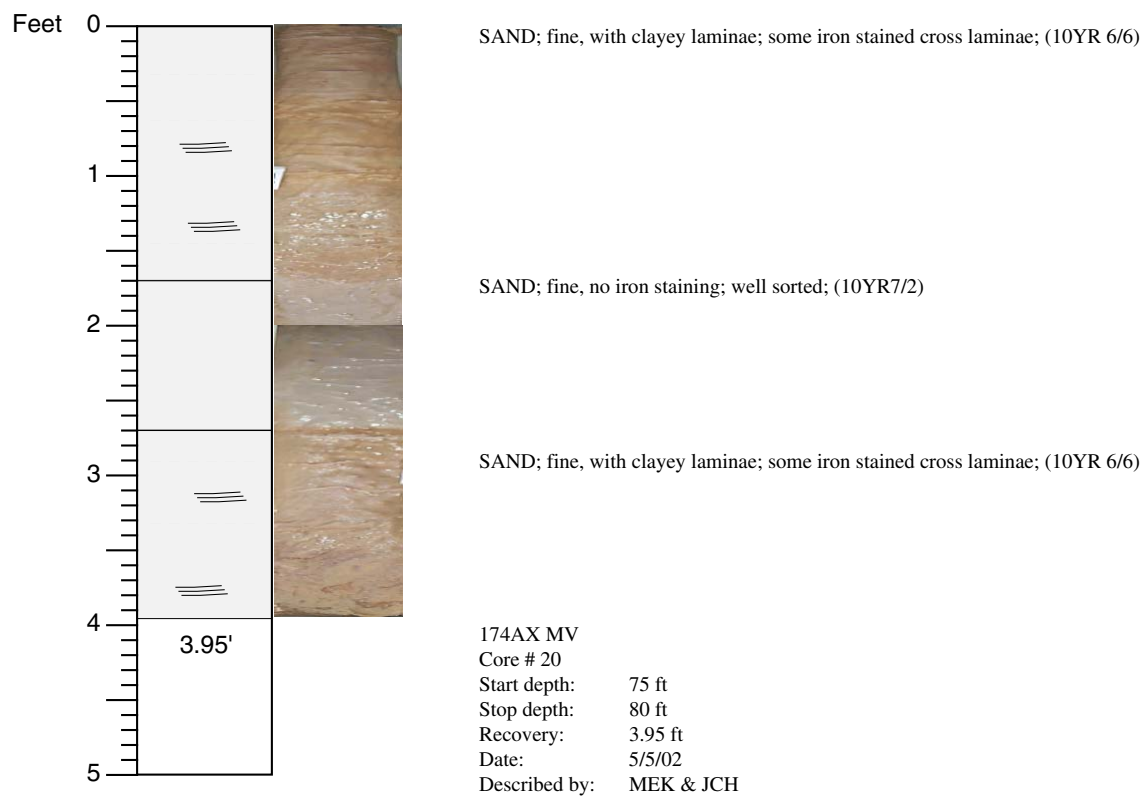 Feet 0
SAND; fine, with clayey laminae; some iron stained cross laminae; (10YR 6/6)
1
SAND; fine, no iron staining; well sorted; (10YR7/2)
2
SAND; fine, with clayey laminae; some iron stained cross laminae; (10YR 6/6)
3
4
3.95'
5
174AX MV
Core # 20
Start depth: 75 ft
Stop depth: 80 ft
Recovery: 3.95 ft
Date: 5/5/02
Described by: MEK & JCH